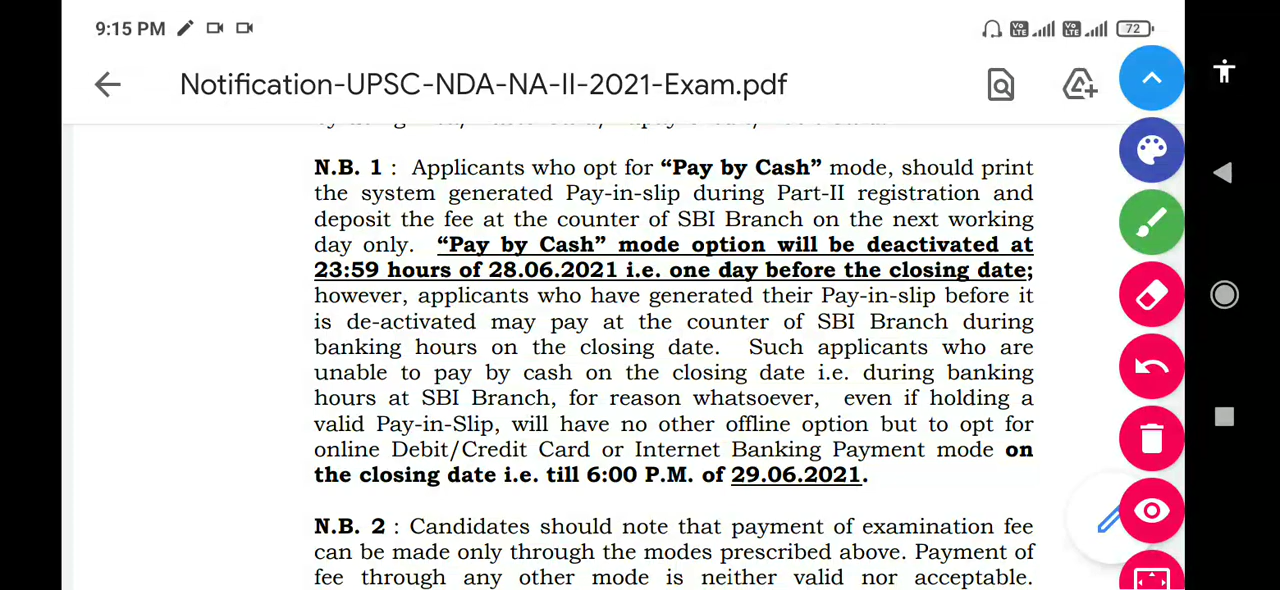 9:15 PM
72
Notification-UPSC-NDA-NA-II-2021-Exam.pdf
N.B. 1 : Applicants who opt for “Pay by Cash” mode, should print
the system generated Pay-in-slip during Part-II registration and
deposit the fee at the counter of SBI Branch on the next working
day only. “Pay by Cash” mode option will be deactivated at
23:59 hours of 28.06.2021 i.e. one day before the closing date;
however, applicants who have generated their Pay-in-slip before it
is de-activated may pay at the counter of SBI Branch during
banking hours on the closing date. Such applicants who are
unable to pay by cash on the closing date i.e. during banking
hours at SBI Branch, for reason whatsoever, even if holding a
valid Pay-in-Slip, will have no other offline option but to opt for
online Debit/Credit Card or Internet Banking Payment mode on
the closing date i.e. till 6:00 P.M. of 29.06.2021.
N.B. 2 : Candidates should note that payment of examination fee
can be made only through the modes prescribed above. Payment of
fee through any other mode is neither valid nor acceptable.